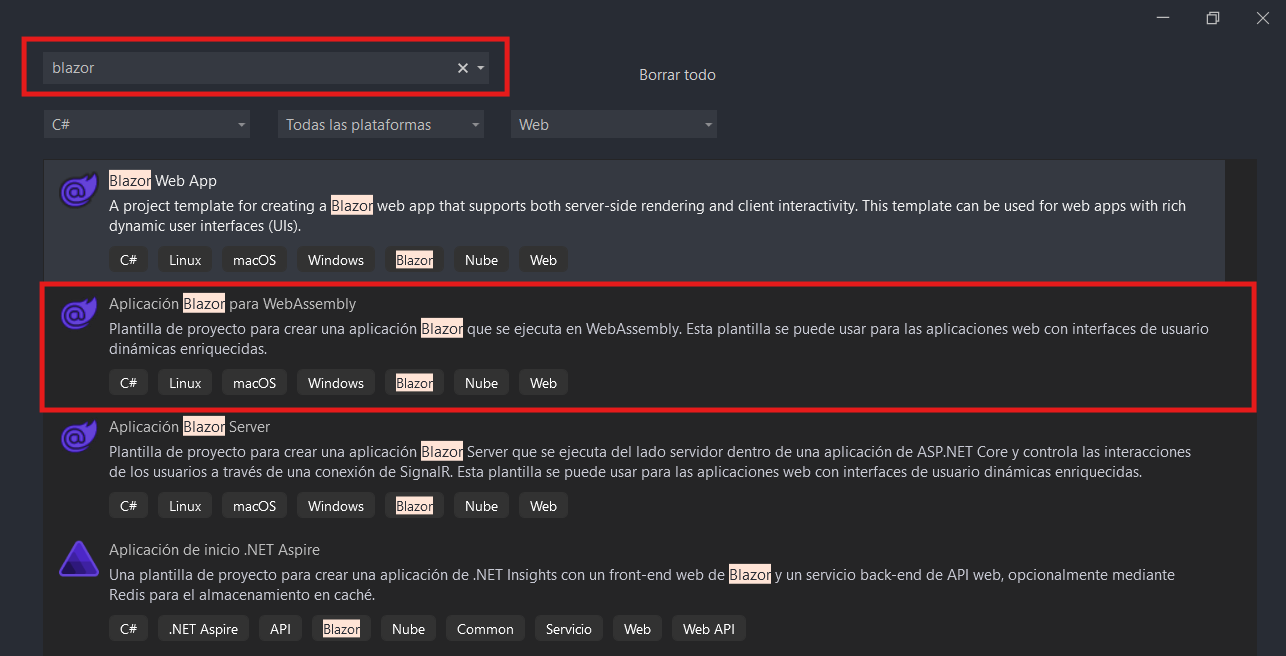 blazor
Borrar todo
C#
Todas las plataformas
Web
Blazor Web App
A project template for creating a Blazor web app that supports both server-side rendering and client interactivity. This template can be used for web apps with rich
dynamic user interfaces (UIs).
C# Linux macOS Windows Blazor Nube Web
Aplicación Blazor para WebAssembly
Plantilla de proyecto para crear una aplicación Blazor que se ejecuta en WebAssembly. Esta plantilla se puede usar para las aplicaciones web con interfaces de usuario
dinámicas enriquecidas.
C# Linux macOS Windows Blazor Nube Web
Aplicación Blazor Server
Plantilla de proyecto para crear una aplicación Blazor Server que se ejecuta del lado servidor dentro de una aplicación de ASP.NET Core y controla las interacciones
de los usuarios a través de una conexión de SignalR. Esta plantilla se puede usar para las aplicaciones web con interfaces de usuario dinámicas enriquecidas.
C# Linux macOS Windows Blazor Nube Web
Aplicación de inicio .NET Aspire
Una plantilla de proyecto para crear una aplicación de .NET Insights con un front-end web de Blazor y un servicio back-end de API web, opcionalmente mediante
Redis para el almacenamiento en caché.
C# .NET Aspire API Blazor Nube Common Servicio Web Web API